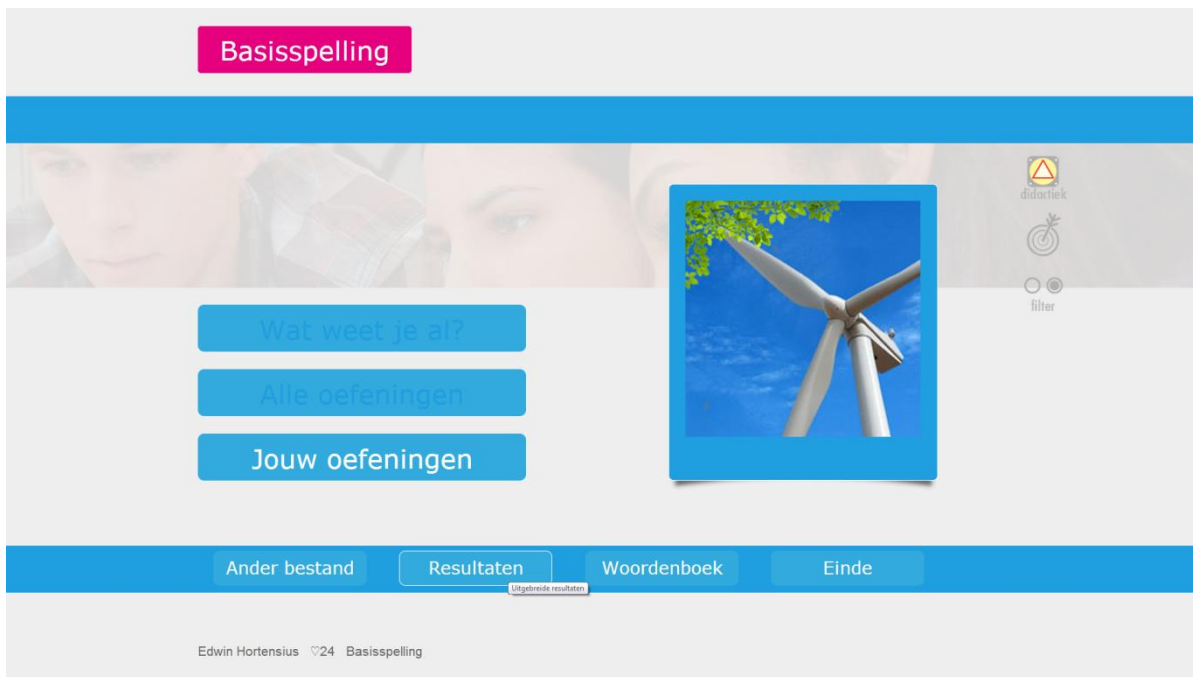 Basisspelling
didactiek
filter
Wat weet je al?
Alle oefeningen
Jouw oefeningen
Ander bestand Resultaten Woordenboek Einde
Uitgebreide resultaten
Edwin Hortensius ♡24 Basisspelling